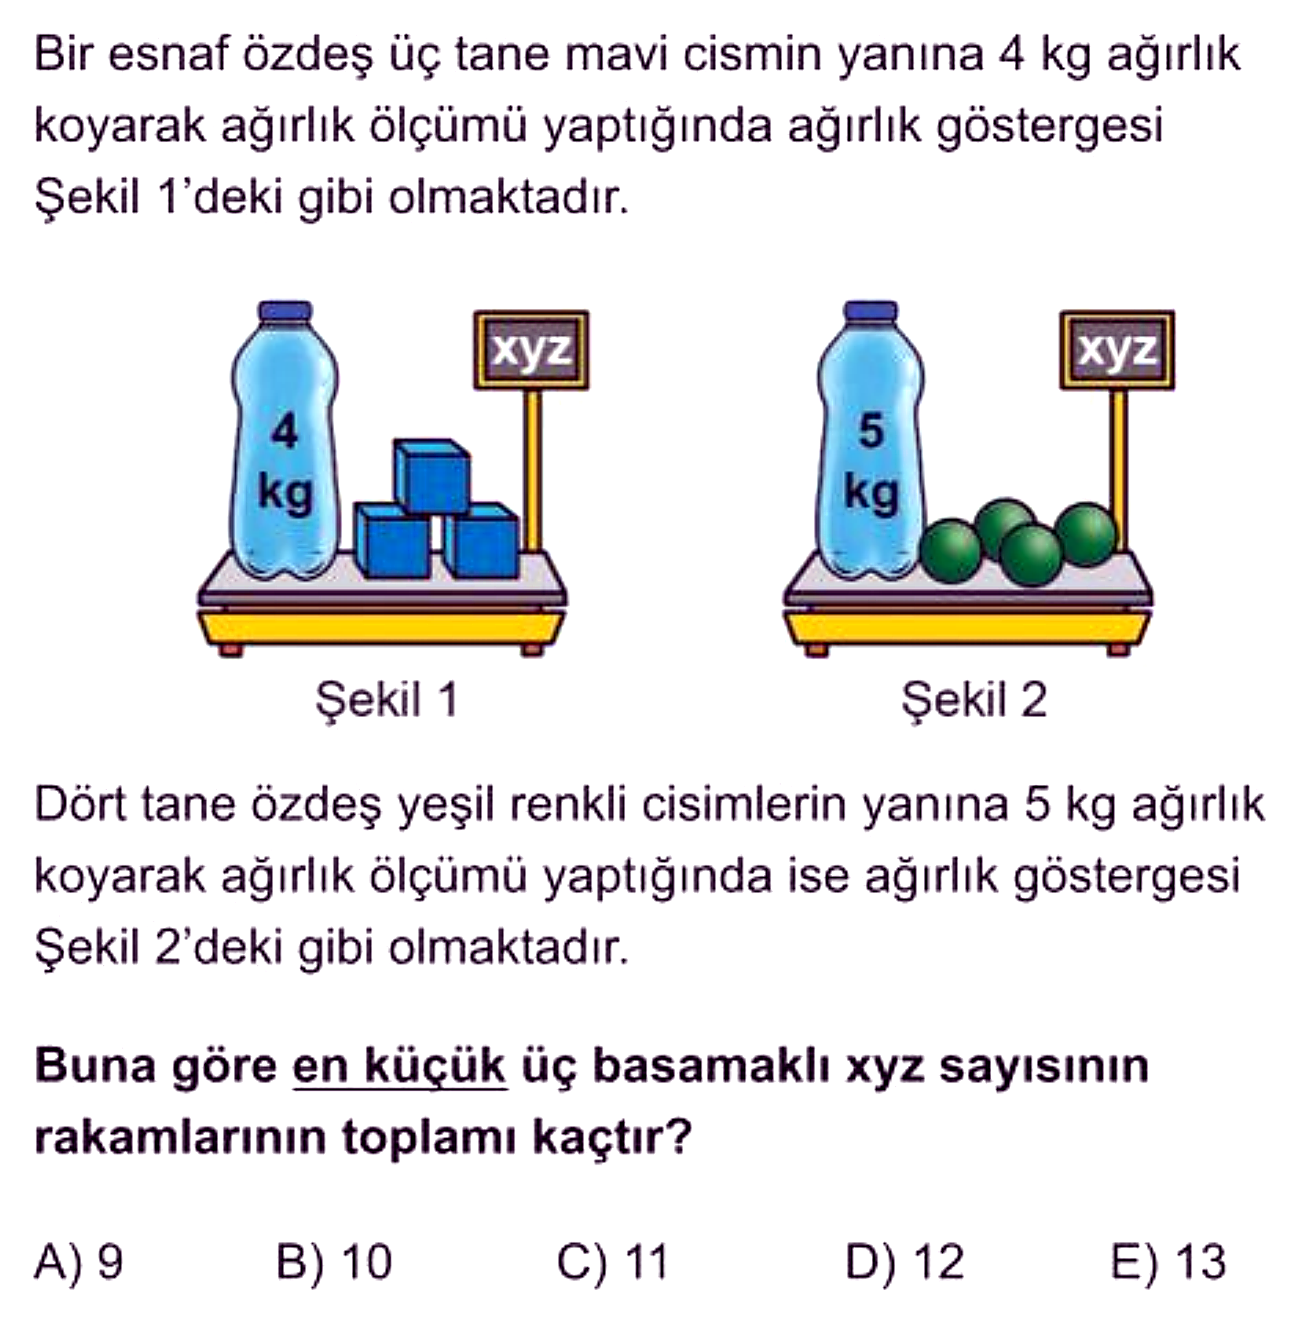 Bir esnaf özdeş üç tane mavi cismin yanına 4 kg ağırlık
koyarak ağırlık ölçümü yaptığında ağırlık göstergesi
Şekil 1'deki gibi olmaktadır.
xyz
xyz
4
kg
5
kg
Şekil 1
Şekil 2
Dört tane özdeş yeşil renkli cisimlerin yanına 5 kg ağırlık
koyarak ağırlık ölçümü yaptığında ise ağırlık göstergesi
Şekil 2'deki gibi olmaktadır.
Buna göre en küçük üç basamaklı xyz sayısının
rakamlarının toplamı kaçtır?
A) 9 B) 10 C) 11 D) 12 E) 13